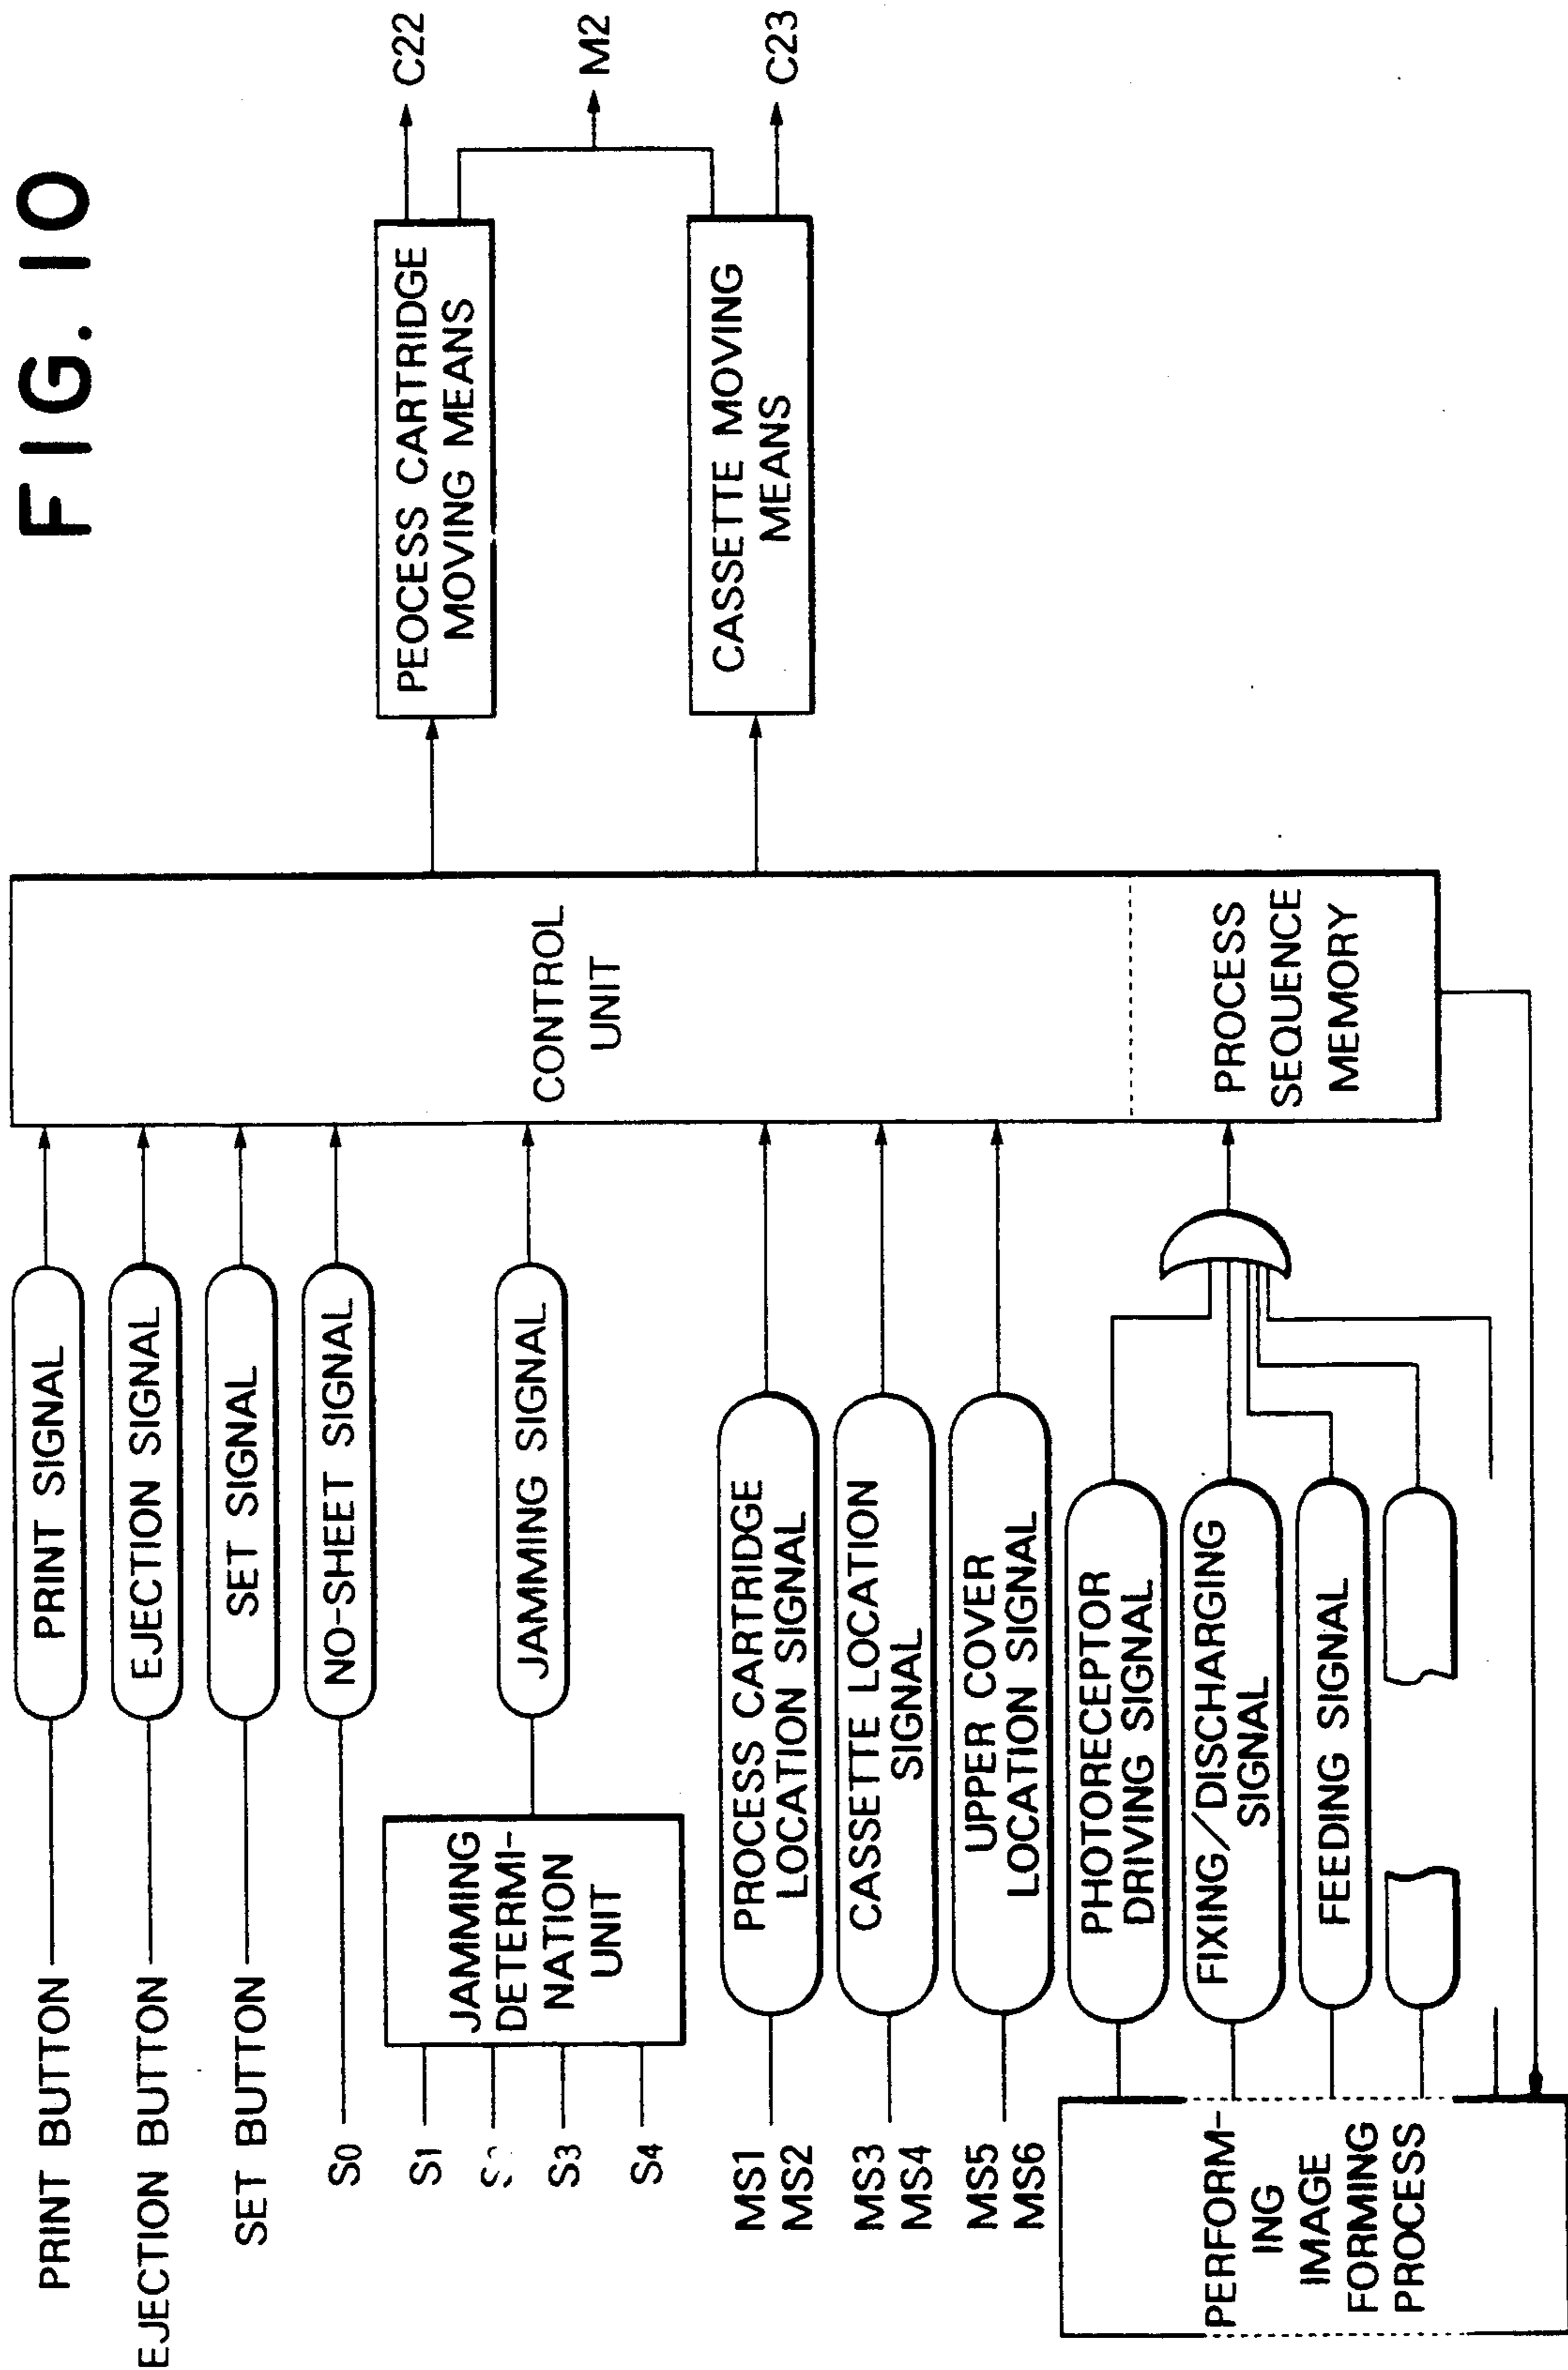 FIG. 10
PRINT BUTTON
PRINT SIGNAL
EJECTION BUTTON
EJECTION SIGNAL
SET BUTTON
SET SIGNAL
S0
NO-SHEET SIGNAL
S1
S3
S4
JAMMING
DETERMI-
NATION
UNIT
JAMMING SIGNAL
MS1
MS2
PROCESS CARTRIDGE
LOCATION SIGNAL
MS3
MS4
CASSETTE LOCATION
SIGNAL
MS5
MS6
UPPER COVER
LOCATION SIGNAL
PERFORM-
ING
IMAGE
FORMING
PROCESS
PHOTORECEPTOR
DRIVING SIGNAL
FIXING/DISCHARGING
SIGNAL
FEEDING SIGNAL
CONTROL
UNIT
PROCESS
SEQUENCE
MEMORY
PEOCESS CARTRIDGE
MOVING MEANS
CASSETTE MOVING
MEANS
C22
M2
C23